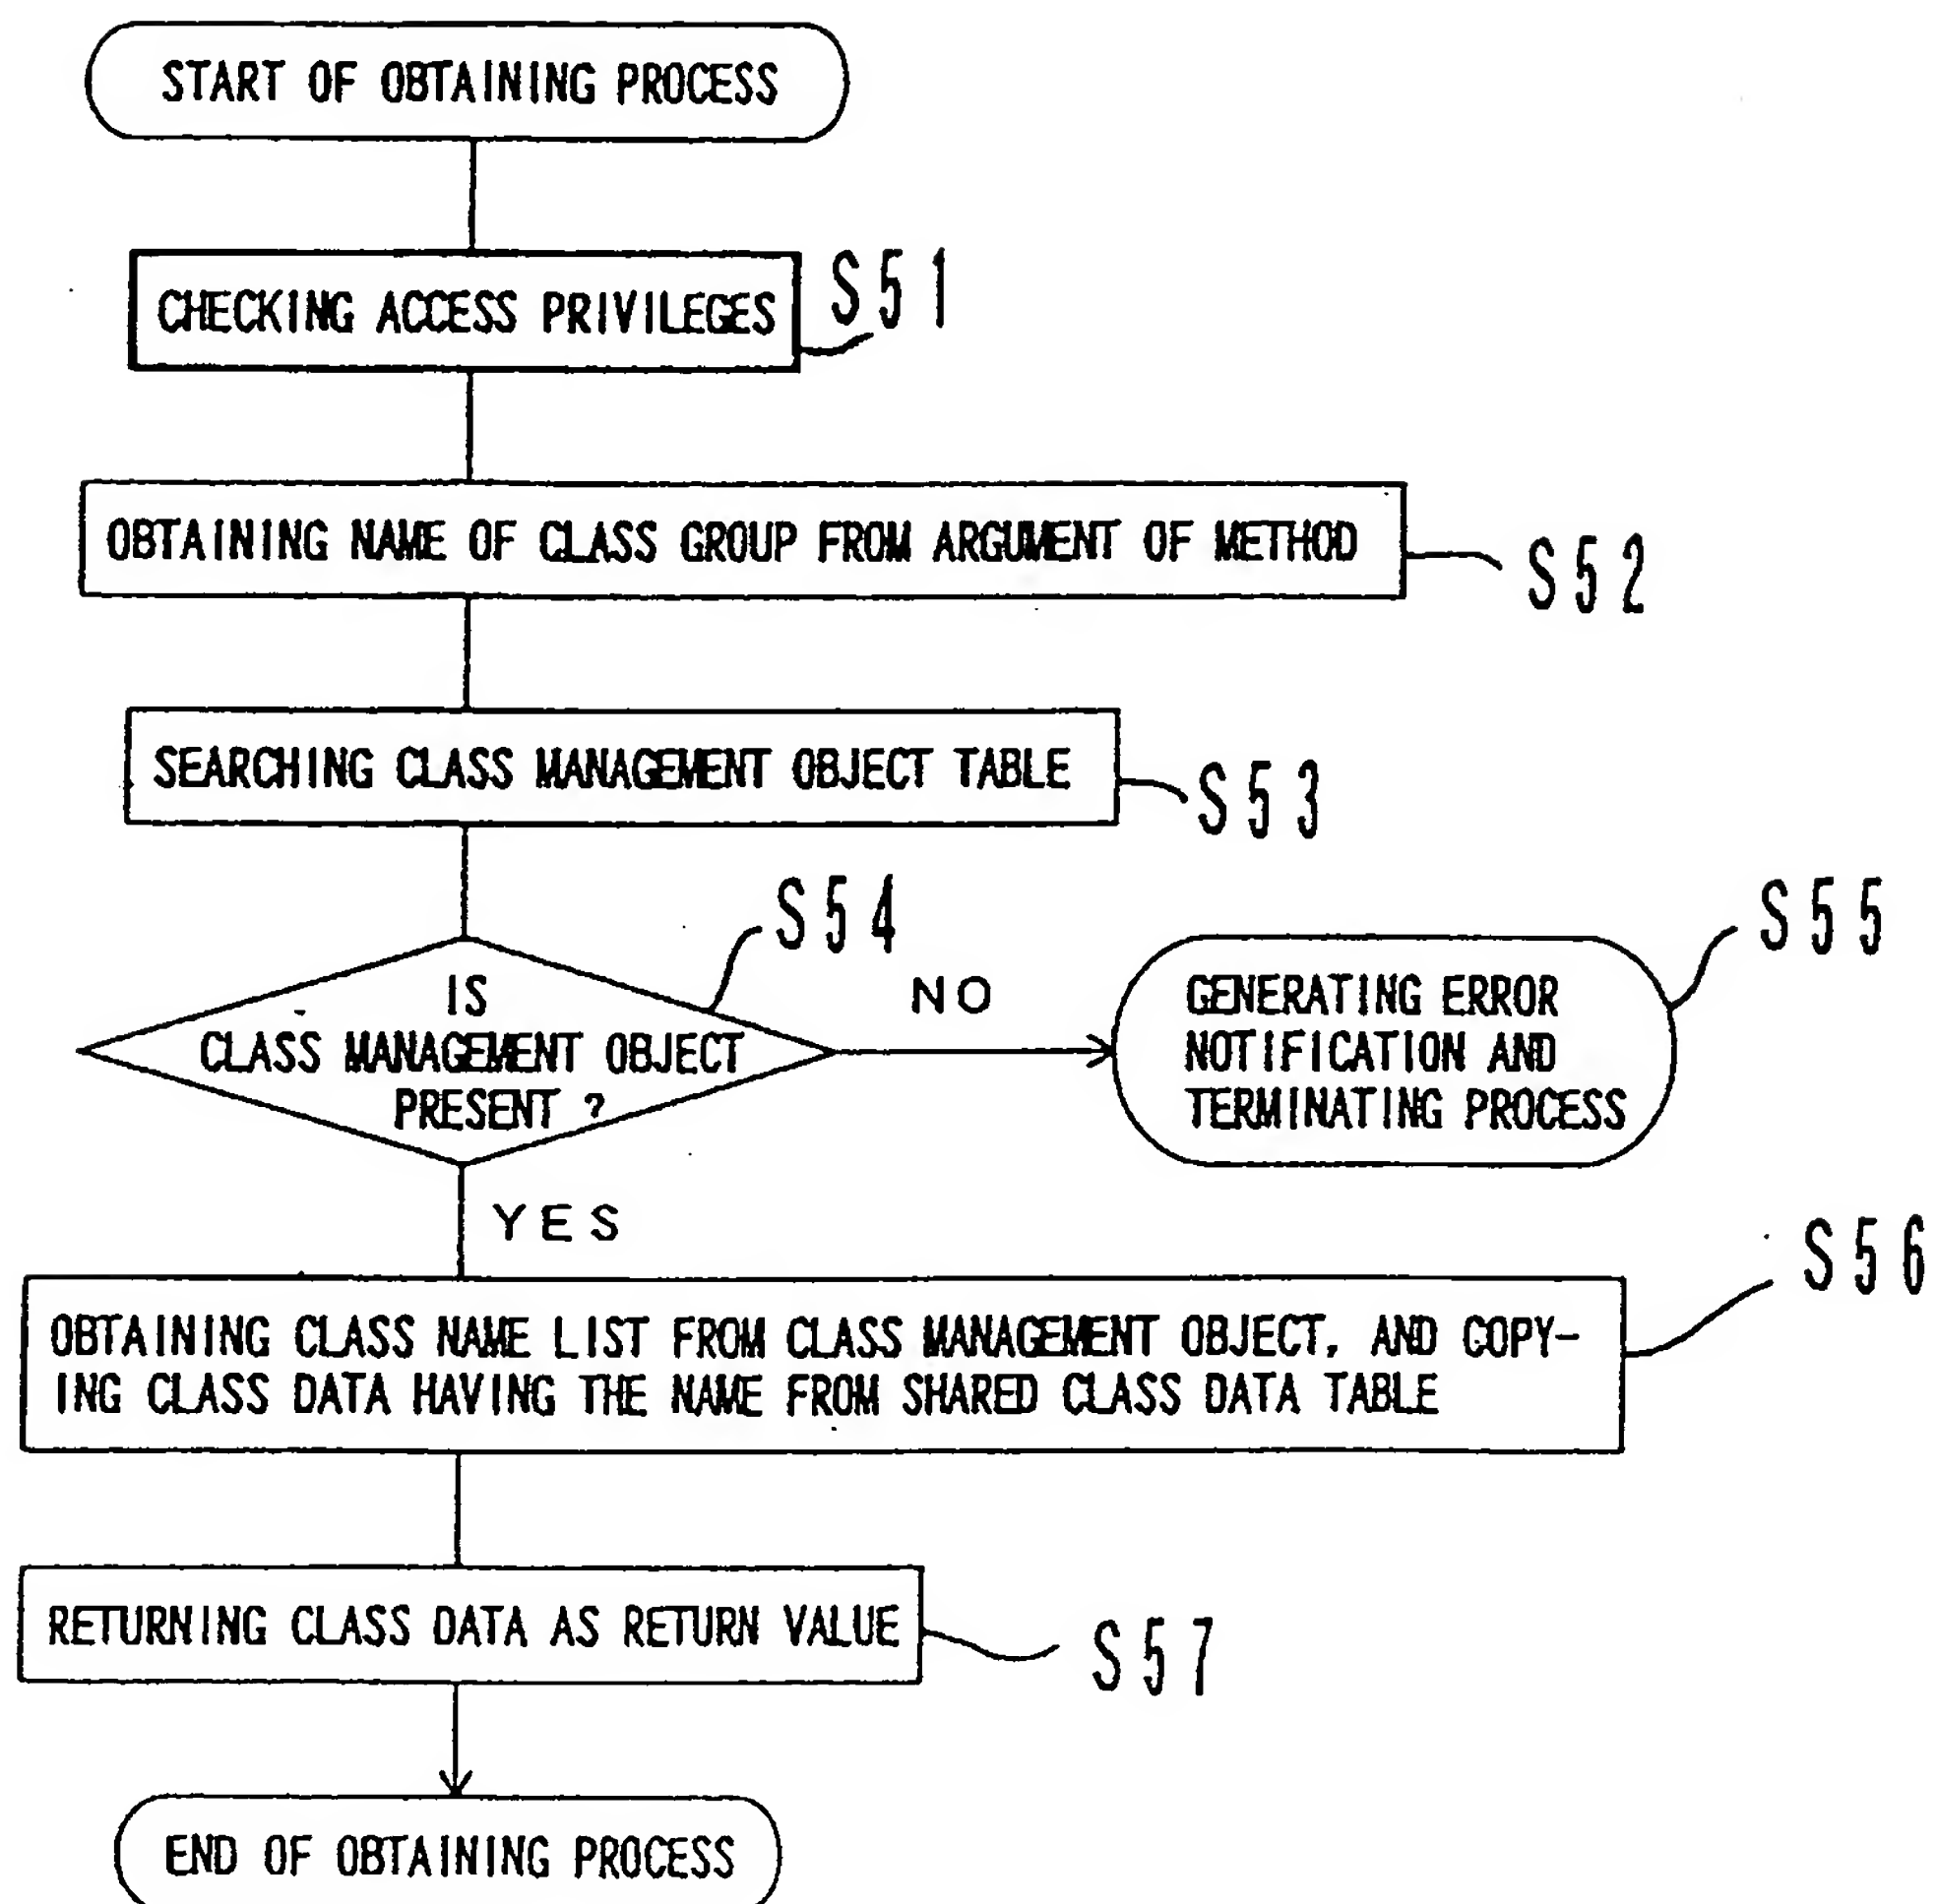 START OF OBTAINING PROCESS
CHECKING ACCESS PRIVILEGES
S51
OBTAINING NAME OF CLASS GROUP FROM ARGUMENT OF METHOD
S52
SEARCHING CLASS MANAGEMENT OBJECT TABLE
S53
S54
IS
CLASS MANAGEMENT OBJECT
PRESENT ?
NO
S55
GENERATING ERROR
NOTIFICATION AND
TERMINATING PROCESS
YES
S56
OBTAINING CLASS NAME LIST FROM CLASS MANAGEMENT OBJECT, AND COPY-
ING CLASS DATA HAVING THE NAME FROM SHARED CLASS DATA TABLE
RETURNING CLASS DATA AS RETURN VALUE
S57
END OF OBTAINING PROCESS